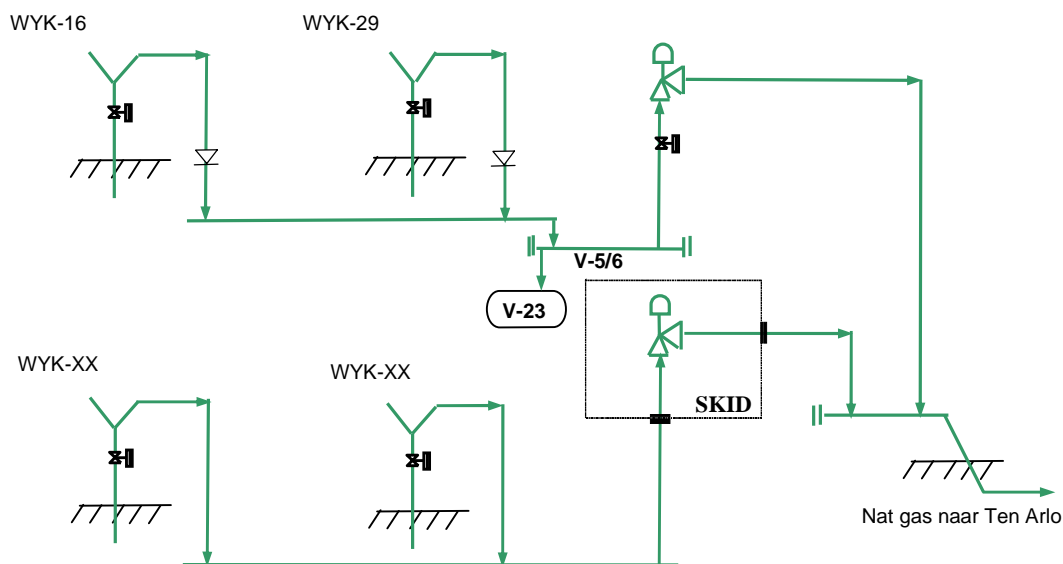 WYK-16
WYK-29
V-5/6
V-23
WYK-XX
WYK-XX
SKID
Nat gas naar Ten Arlo